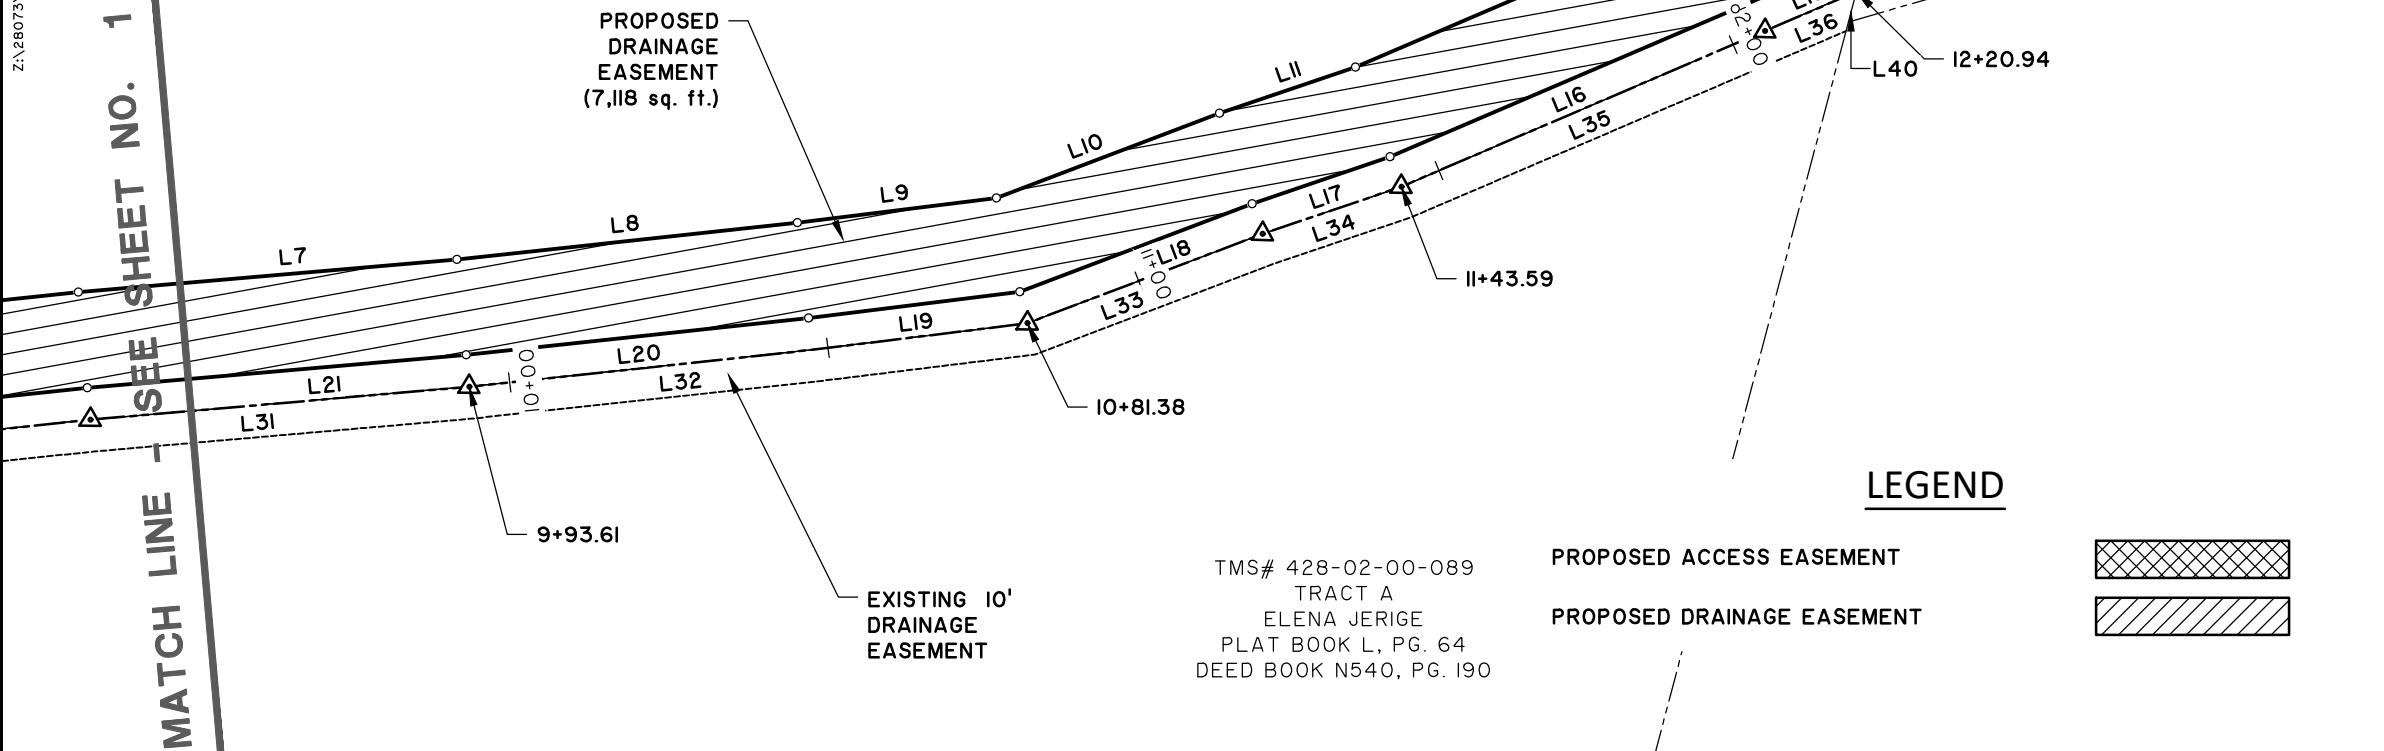 Z:\28073
MATCH LINE - SEE SHEET NO. 1
PROPOSED
DRAINAGE
EASEMENT
(7,118 sq. ft.)
L7
L8
L9
L10
L11
L16
L17
L18
L19
L20
L21
L31
L32
L33
L34
L35
L36
L40
12+20.94
12+00
11+43.59
11+00
10+81.38
10+00
9+93.61
EXISTING 10'
DRAINAGE
EASEMENT
TMS# 428-02-00-089
TRACT A
ELENA JERIGE
PLAT BOOK L, PG. 64
DEED BOOK N540, PG. 190
LEGEND
PROPOSED ACCESS EASEMENT
PROPOSED DRAINAGE EASEMENT